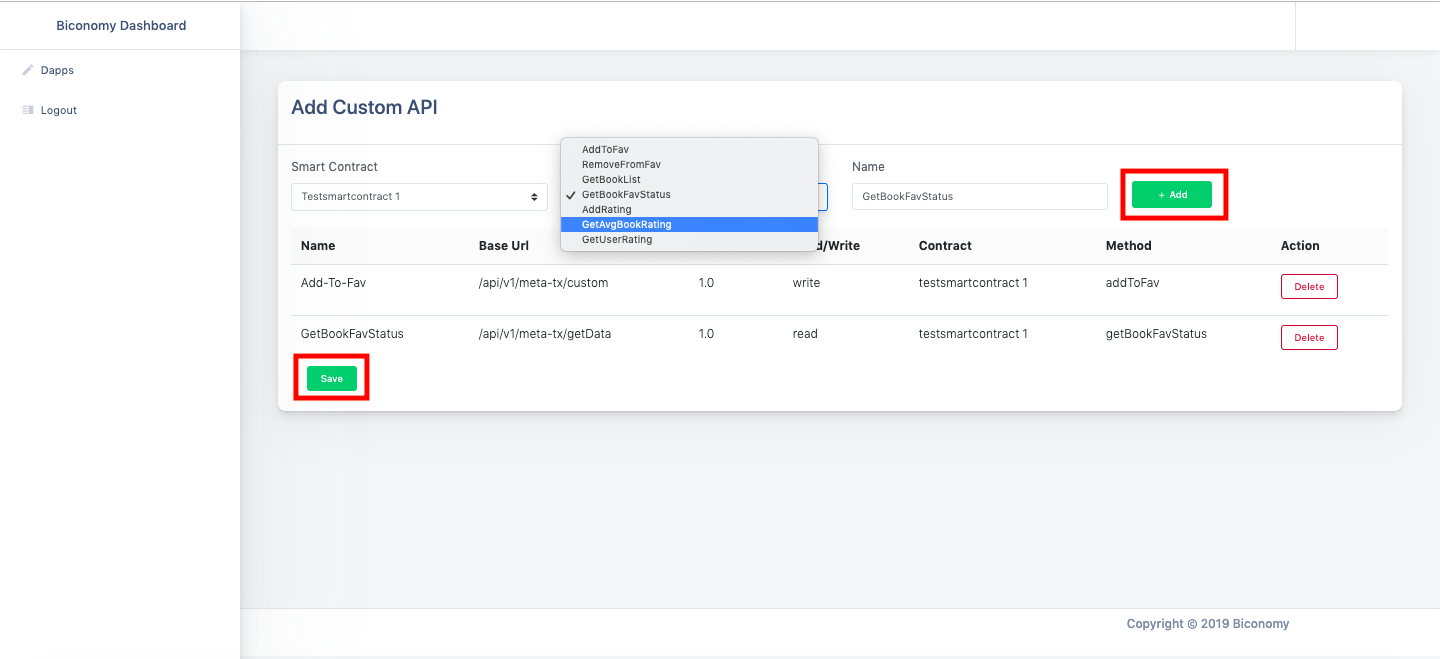 Biconomy Dashboard
Dapps
Logout
Add Custom API
Smart Contract
Testsmartcontract 1
AddToFav
RemoveFromFav
GetBookList
✓ GetBookFavStatus
AddRating
GetAvgBookRating
GetUserRating
Name
GetBookFavStatus
+ Add
Name Base Url d/Write Contract Method Action
Add-To-Fav /api/v1/meta-tx/custom 1.0 write testsmartcontract 1 addToFav Delete
GetBookFavStatus /api/v1/meta-tx/getData 1.0 read testsmartcontract 1 getBookFavStatus Delete
Save
Copyright © 2019 Biconomy